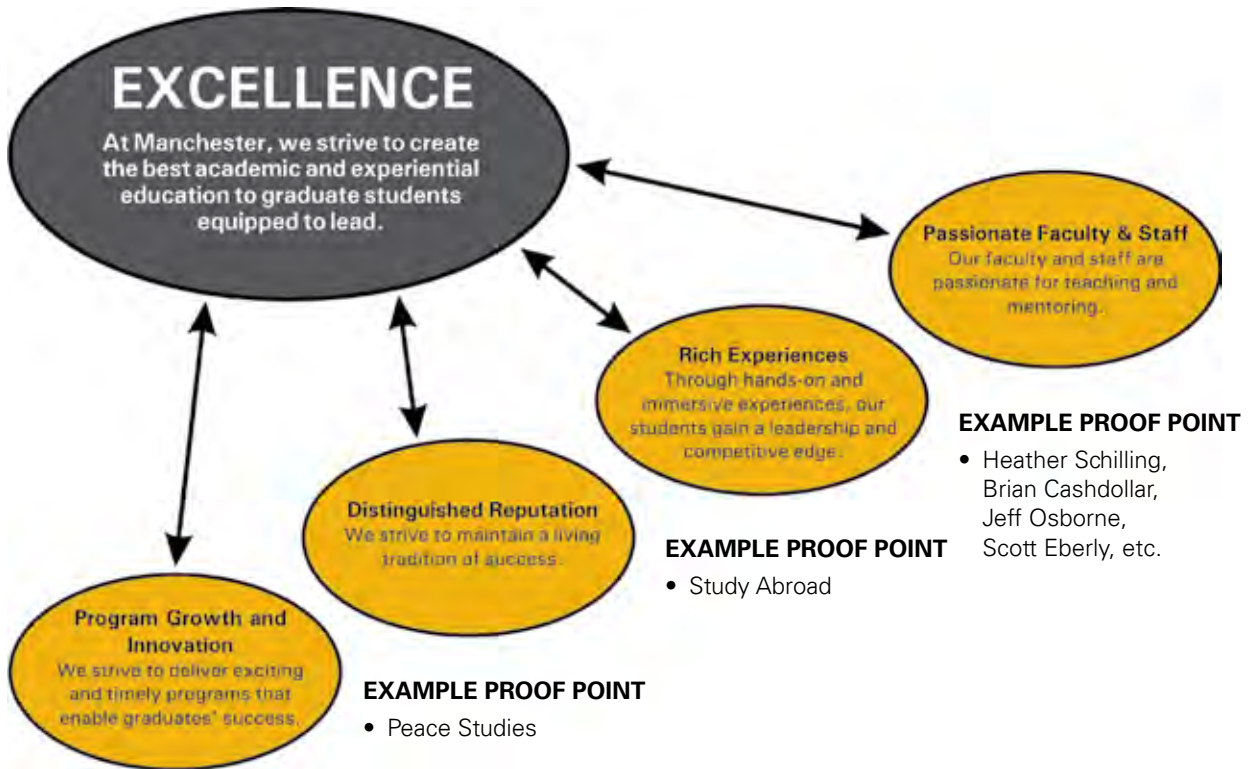 EXCELLENCE
At Manchester, we strive to create
the best academic and experiential
education to graduate students
equipped to lead.
Passionate Faculty & Staff
Our faculty and staff are
passionate for teaching and
mentoring.
EXAMPLE PROOF POINT
• Heather Schilling,
Brian Cashdollar,
Jeff Osborne,
Scott Eberly, etc.
Rich Experiences
Through hands-on and
immersive experiences, our
students gain a leadership and
competitive edge.
EXAMPLE PROOF POINT
• Study Abroad
Distinguished Reputation
We strive to maintain a living
tradition of success.
EXAMPLE PROOF POINT
• Peace Studies
Program Growth and
Innovation
We strive to deliver exciting
and timely programs that
enable graduates' success.